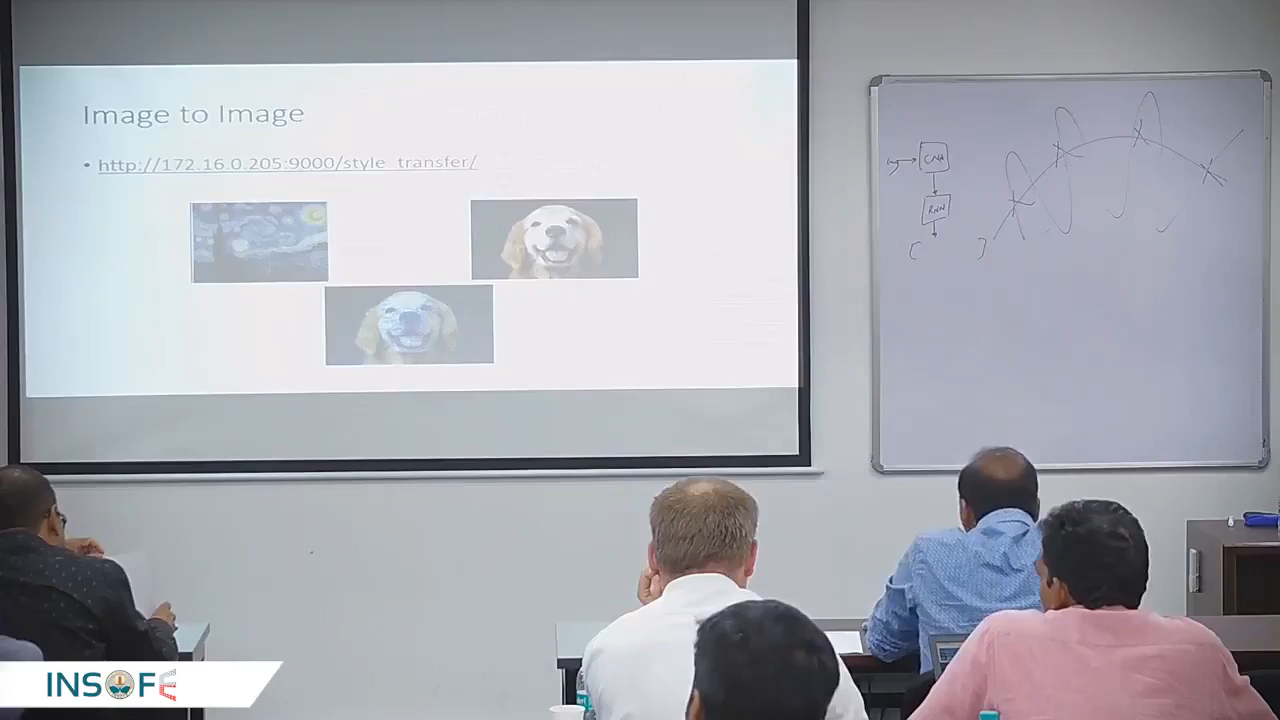 Image to Image
• http://172.16.0.205:9000/style_transfer/
CNN
RNN
INSOFE